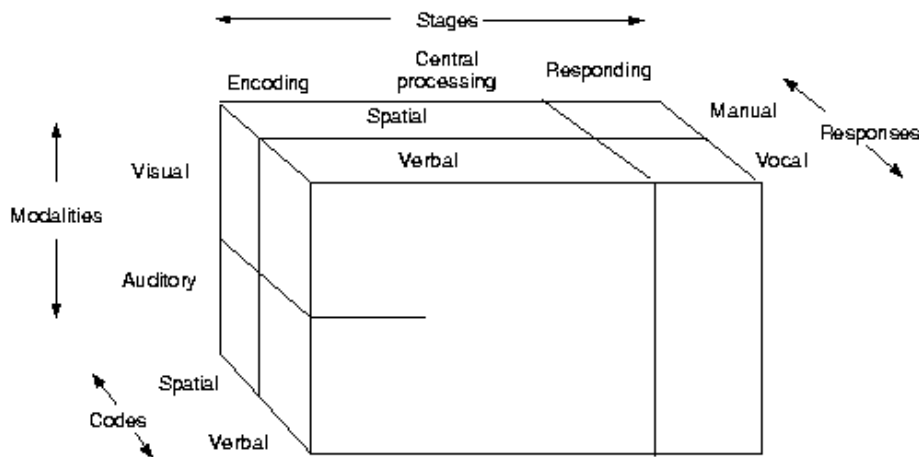 Stages
Central
processing
Encoding
Responding
Manual
Spatial
Responses
Verbal
Vocal
Visual
Modalities
Auditory
Spatial
Codes
Verbal